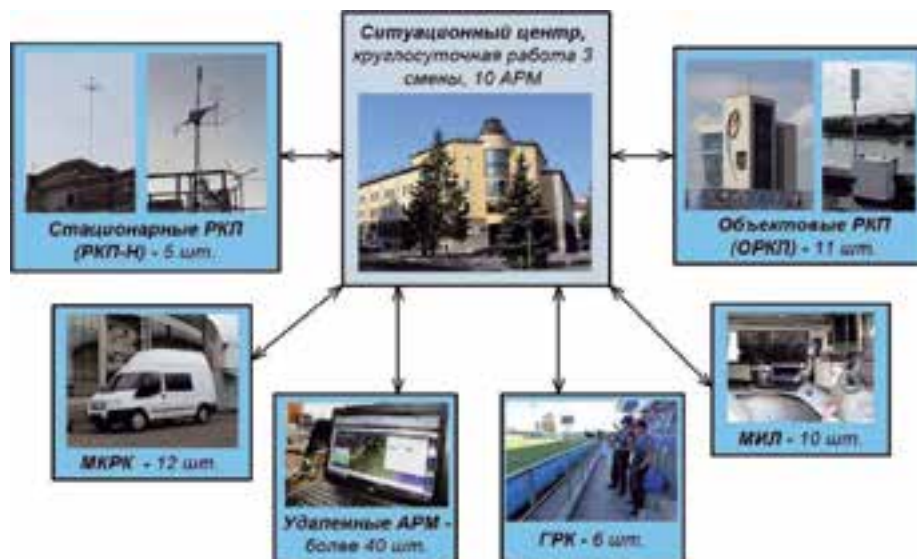 Ситуационный центр,
круглосуточная работа 3
смены, 10 АРМ
Стационарные РКП
(РКП-Н) - 5 шт.
Объектовые РКП
(ОРКП) - 11 шт.
МКРК - 12 шт.
Удаленные АРМ -
более 40 шт.
ГРК - 6 шт.
МИЛ - 10 шт.